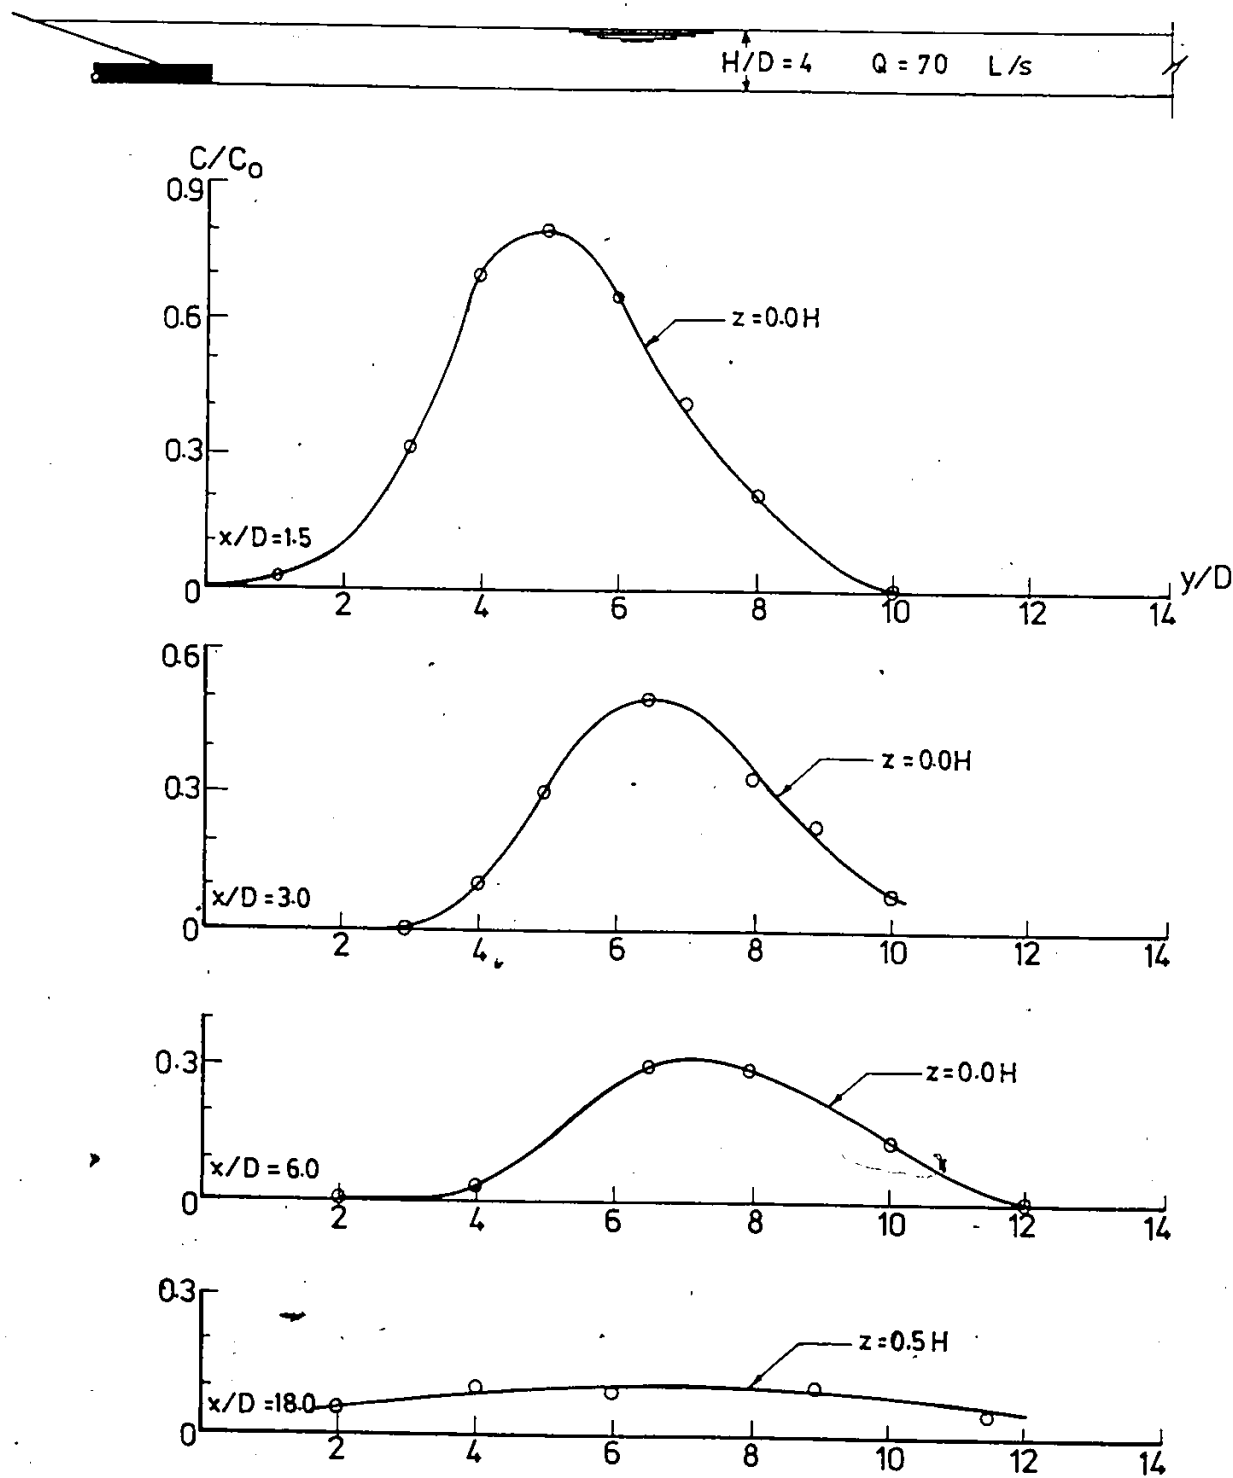 H/D = 4 Q = 70 L/s
C/C₀
0.9
0.6
z = 0.0H
0.3
x/D = 1.5
0
2 4 6 8 10 12 14
y/D
0.6
z = 0.0H
0.3
x/D = 3.0
0
2 4 6 8 10 12 14
0.3
z = 0.0H
x/D = 6.0
0
2 4 6 8 10 12 14
0.3
z = 0.5H
x/D = 18.0
0
2 4 6 8 10 12 14